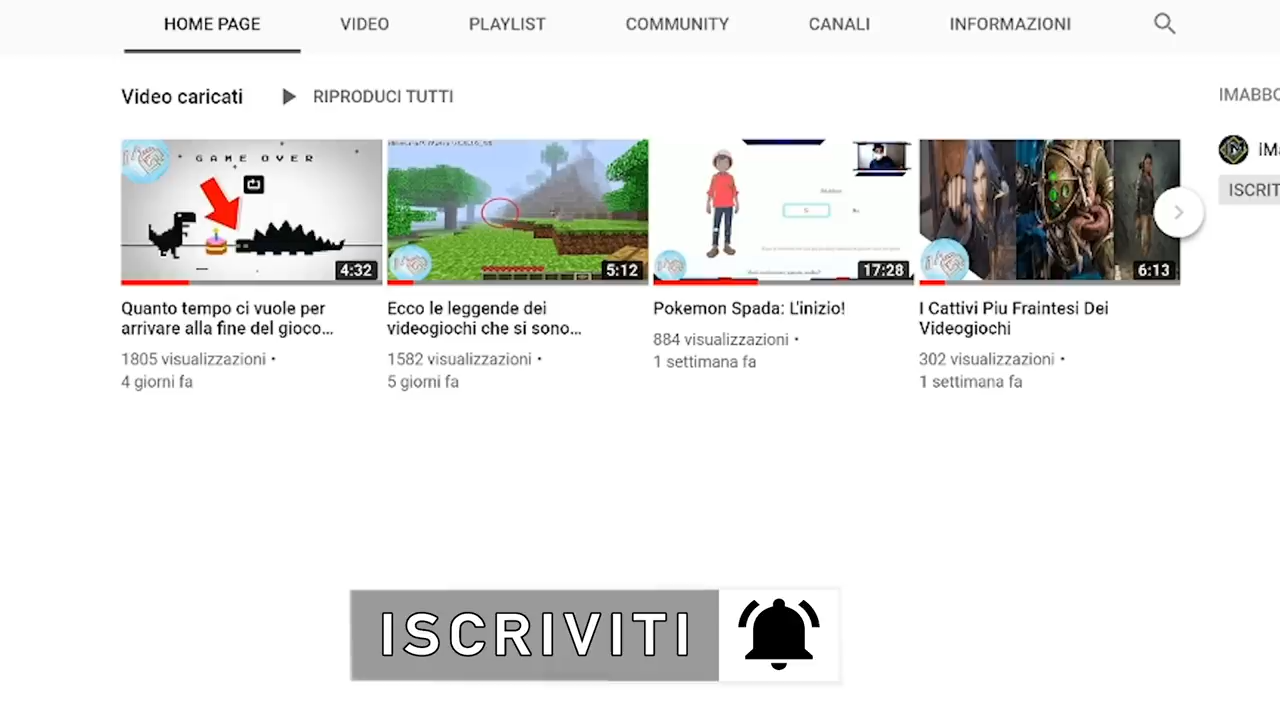 HOME PAGE
VIDEO
PLAYLIST
COMMUNITY
CANALI
INFORMAZIONI
Video caricati
RIPRODUCI TUTTI
IMABBO
GAME OVER
4:32
5:12
17:28
6:13
iMa
ISCRIT
Quanto tempo ci vuole per
arrivare alla fine del gioco...
1805 visualizzazioni •
4 giorni fa
Ecco le leggende dei
videogiochi che si sono...
1582 visualizzazioni •
5 giorni fa
Pokemon Spada: L'inizio!
884 visualizzazioni •
1 settimana fa
I Cattivi Piu Fraintesi Dei
Videogiochi
302 visualizzazioni •
1 settimana fa
ISCRIVITI